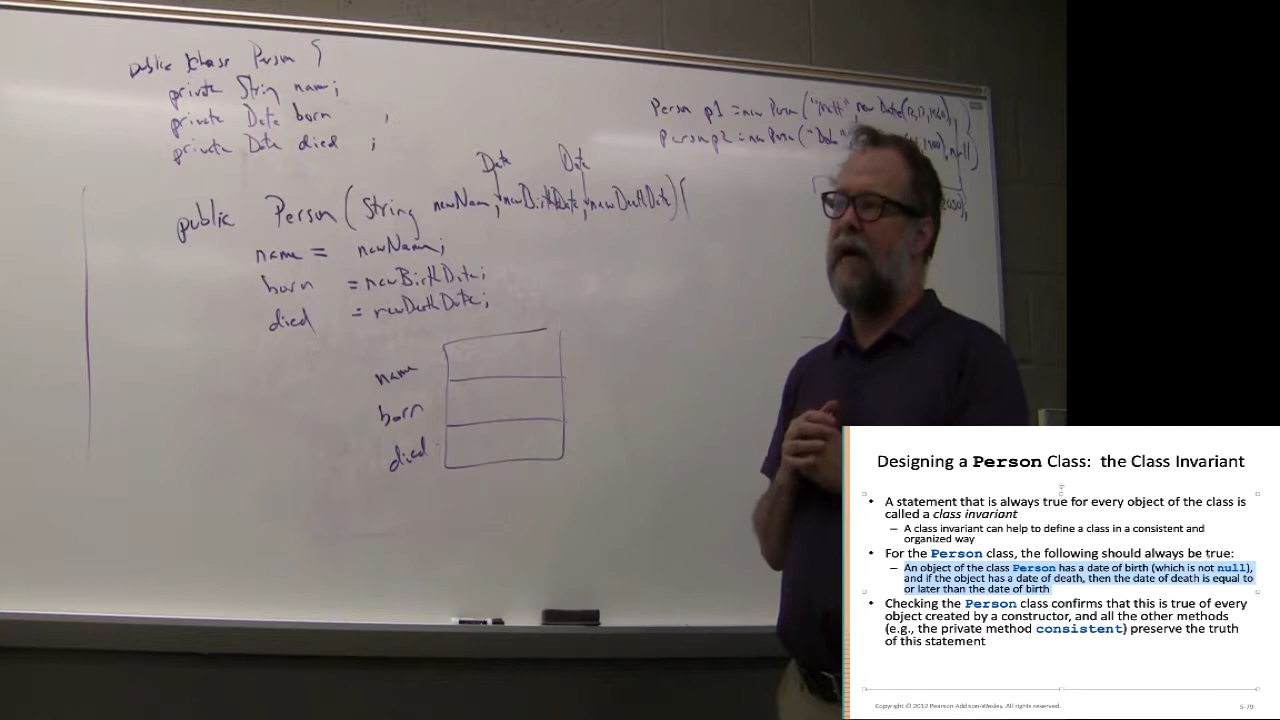 public class Person {
private String name;
private Date born ;
private Date died ;
Date Date
public Person(String newName, newBirthDate, newDeathDate){
name = newName;
born = newBirthDate;
died = newDeathDate;
name
born
died
Person p1 = new Person("Matt", new Date(
Person p2 = new Person(" null)
Designing a Person Class: the Class Invariant
• A statement that is always true for every object of the class is
called a class invariant
– A class invariant can help to define a class in a consistent and
organized way
• For the Person class, the following should always be true:
– An object of the class Person has a date of birth (which is not null),
and if the object has a date of death, then the date of death is equal to
or later than the date of birth
• Checking the Person class confirms that this is true of every
object created by a constructor, and all the other methods
(e.g., the private method consistent) preserve the truth
of this statement
Copyright © 2012 Pearson Addison-Wesley. All rights reserved.
5-79